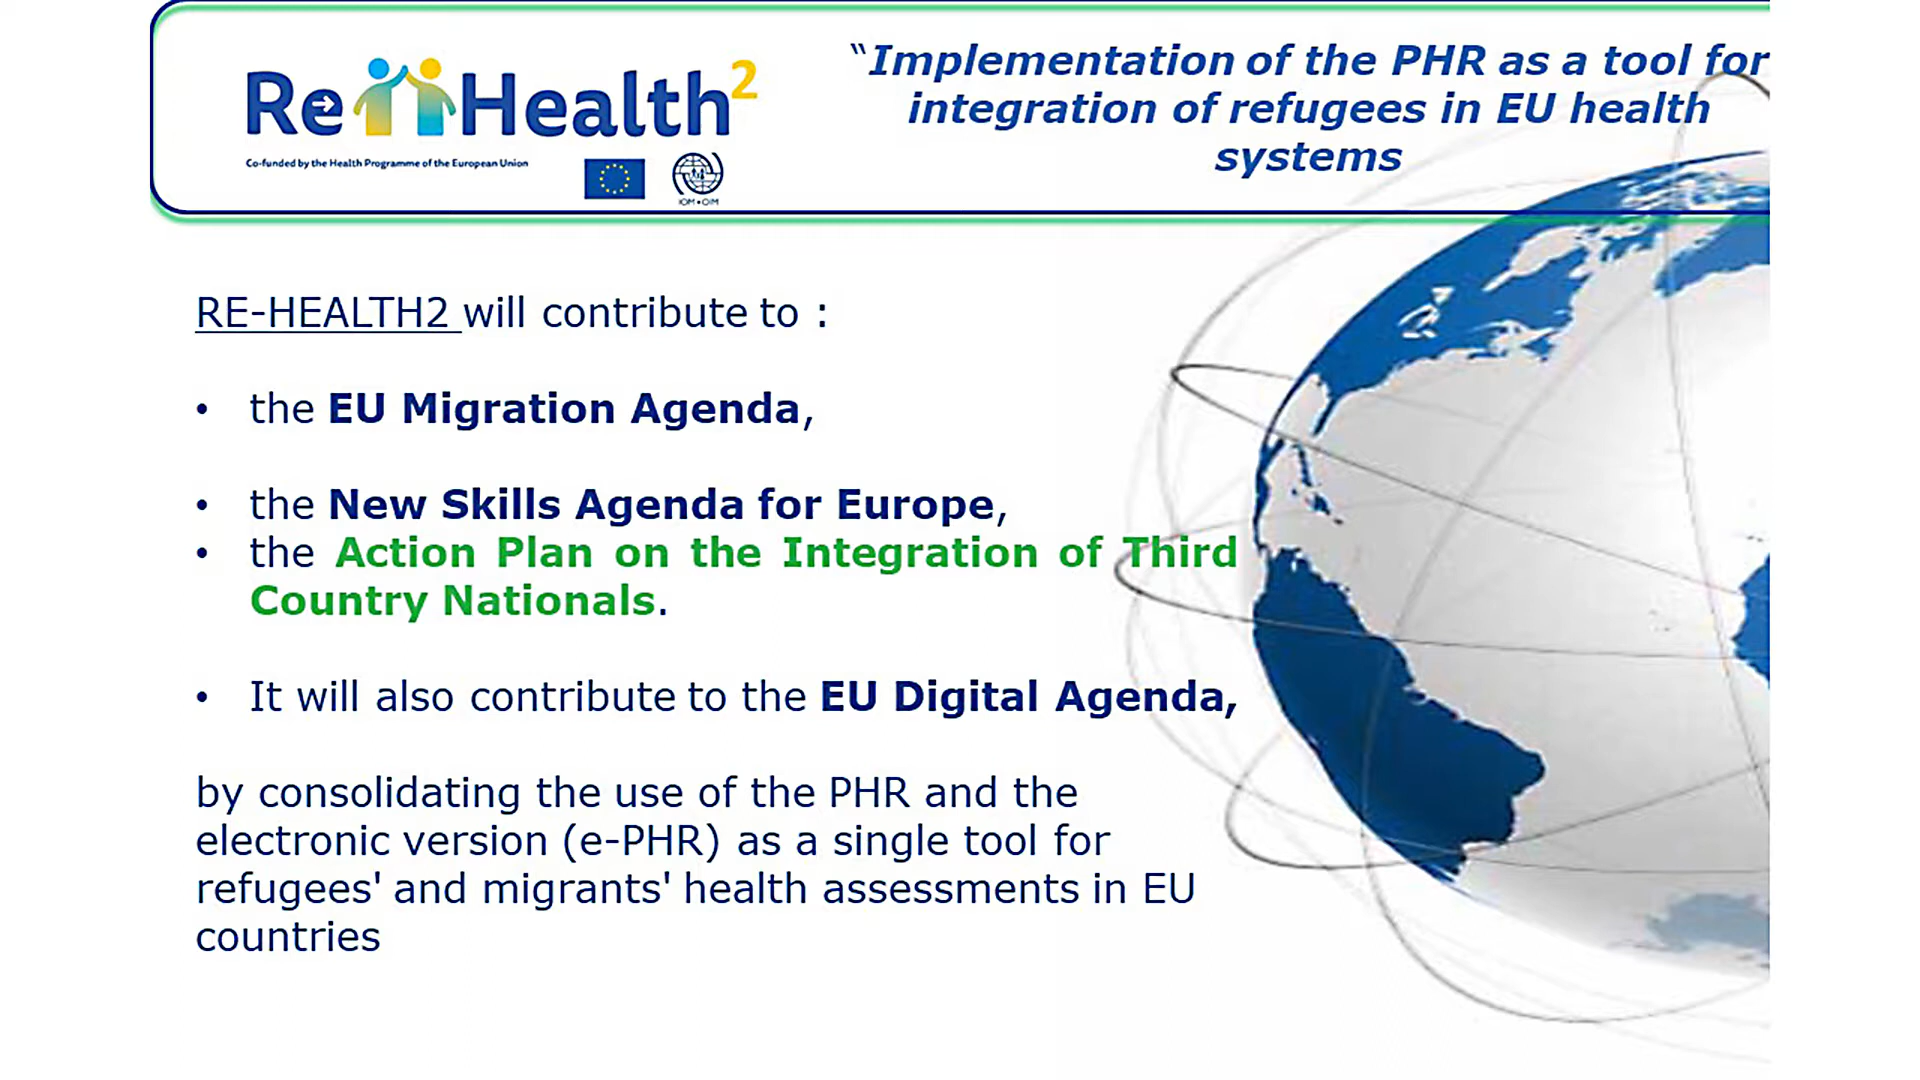 Re Health2
Co-funded by the Health Programme of the European Union
IOM • OIM
“Implementation of the PHR as a tool for
integration of refugees in EU health
systems
RE-HEALTH2 will contribute to :
• the EU Migration Agenda,
• the New Skills Agenda for Europe,
• the Action Plan on the Integration of Third
Country Nationals.
• It will also contribute to the EU Digital Agenda,
by consolidating the use of the PHR and the
electronic version (e-PHR) as a single tool for
refugees' and migrants' health assessments in EU
countries